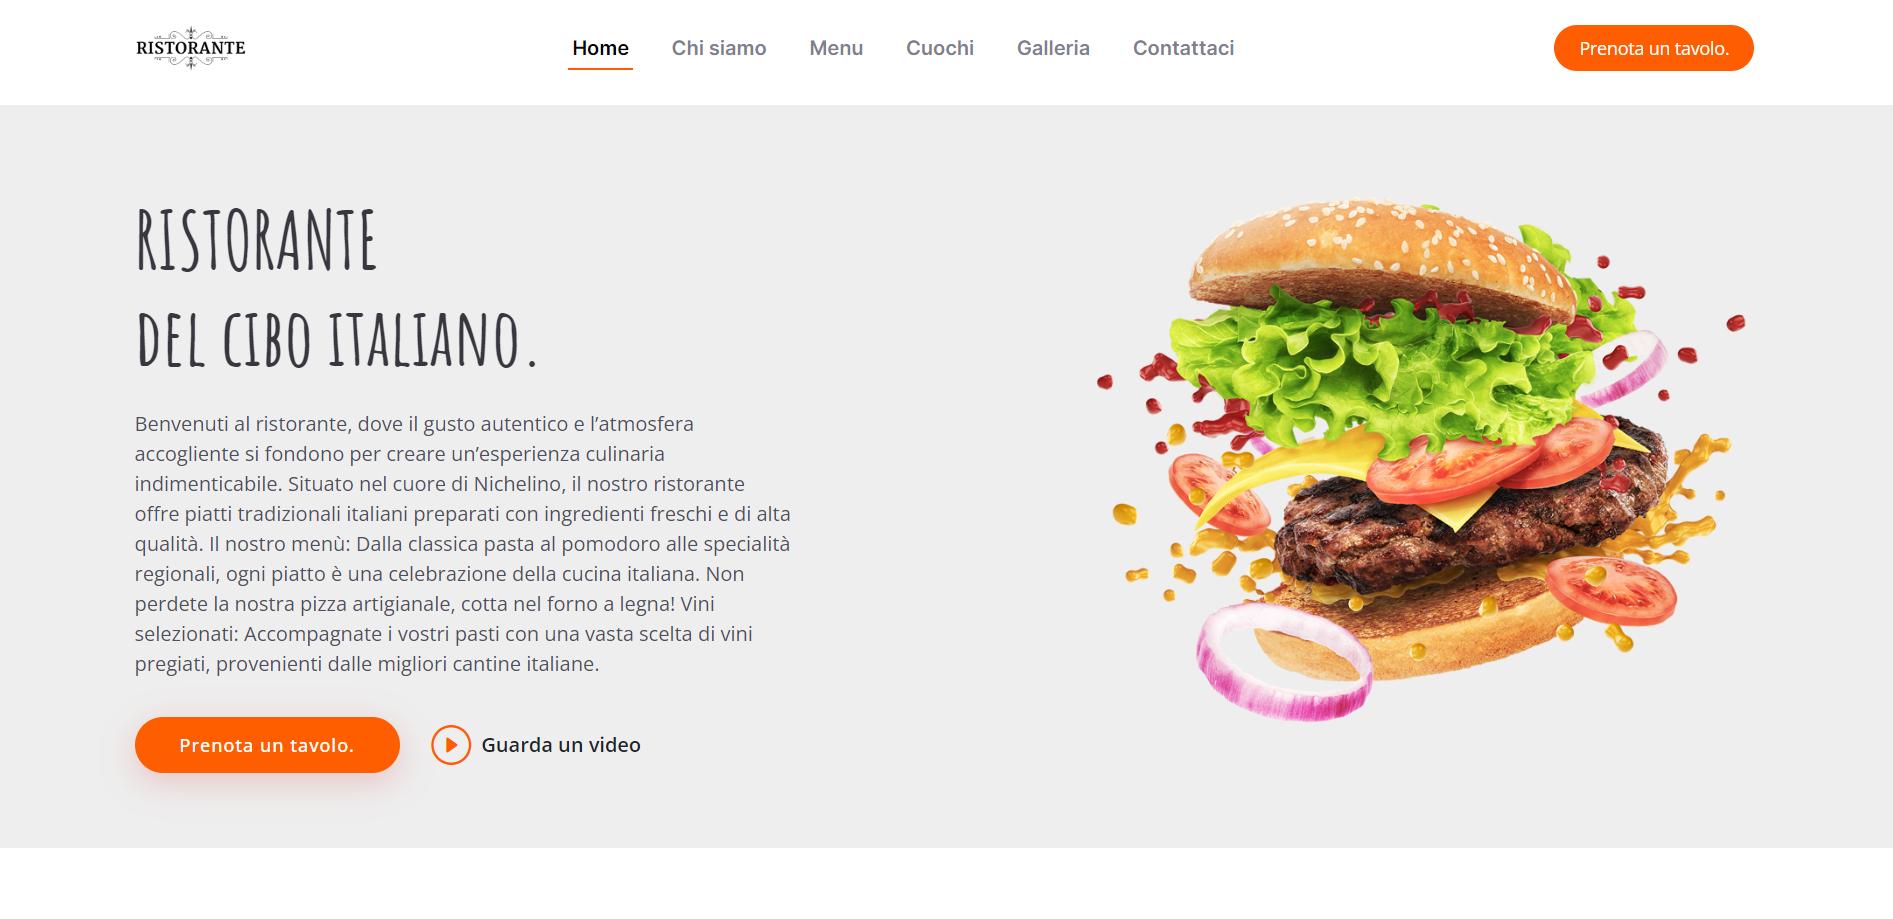 RISTORANTE
Home
Chi siamo
Menu
Cuochi
Galleria
Contattaci
Prenota un tavolo.
RISTORANTE
DEL CIBO ITALIANO.
Benvenuti al ristorante, dove il gusto autentico e l’atmosfera
accogliente si fondono per creare un’esperienza culinaria
indimenticabile. Situato nel cuore di Nichelino, il nostro ristorante
offre piatti tradizionali italiani preparati con ingredienti freschi e di alta
qualità. Il nostro menù: Dalla classica pasta al pomodoro alle specialità
regionali, ogni piatto è una celebrazione della cucina italiana. Non
perdete la nostra pizza artigianale, cotta nel forno a legna! Vini
selezionati: Accompagnate i vostri pasti con una vasta scelta di vini
pregiati, provenienti dalle migliori cantine italiane.
Prenota un tavolo.
Guarda un video